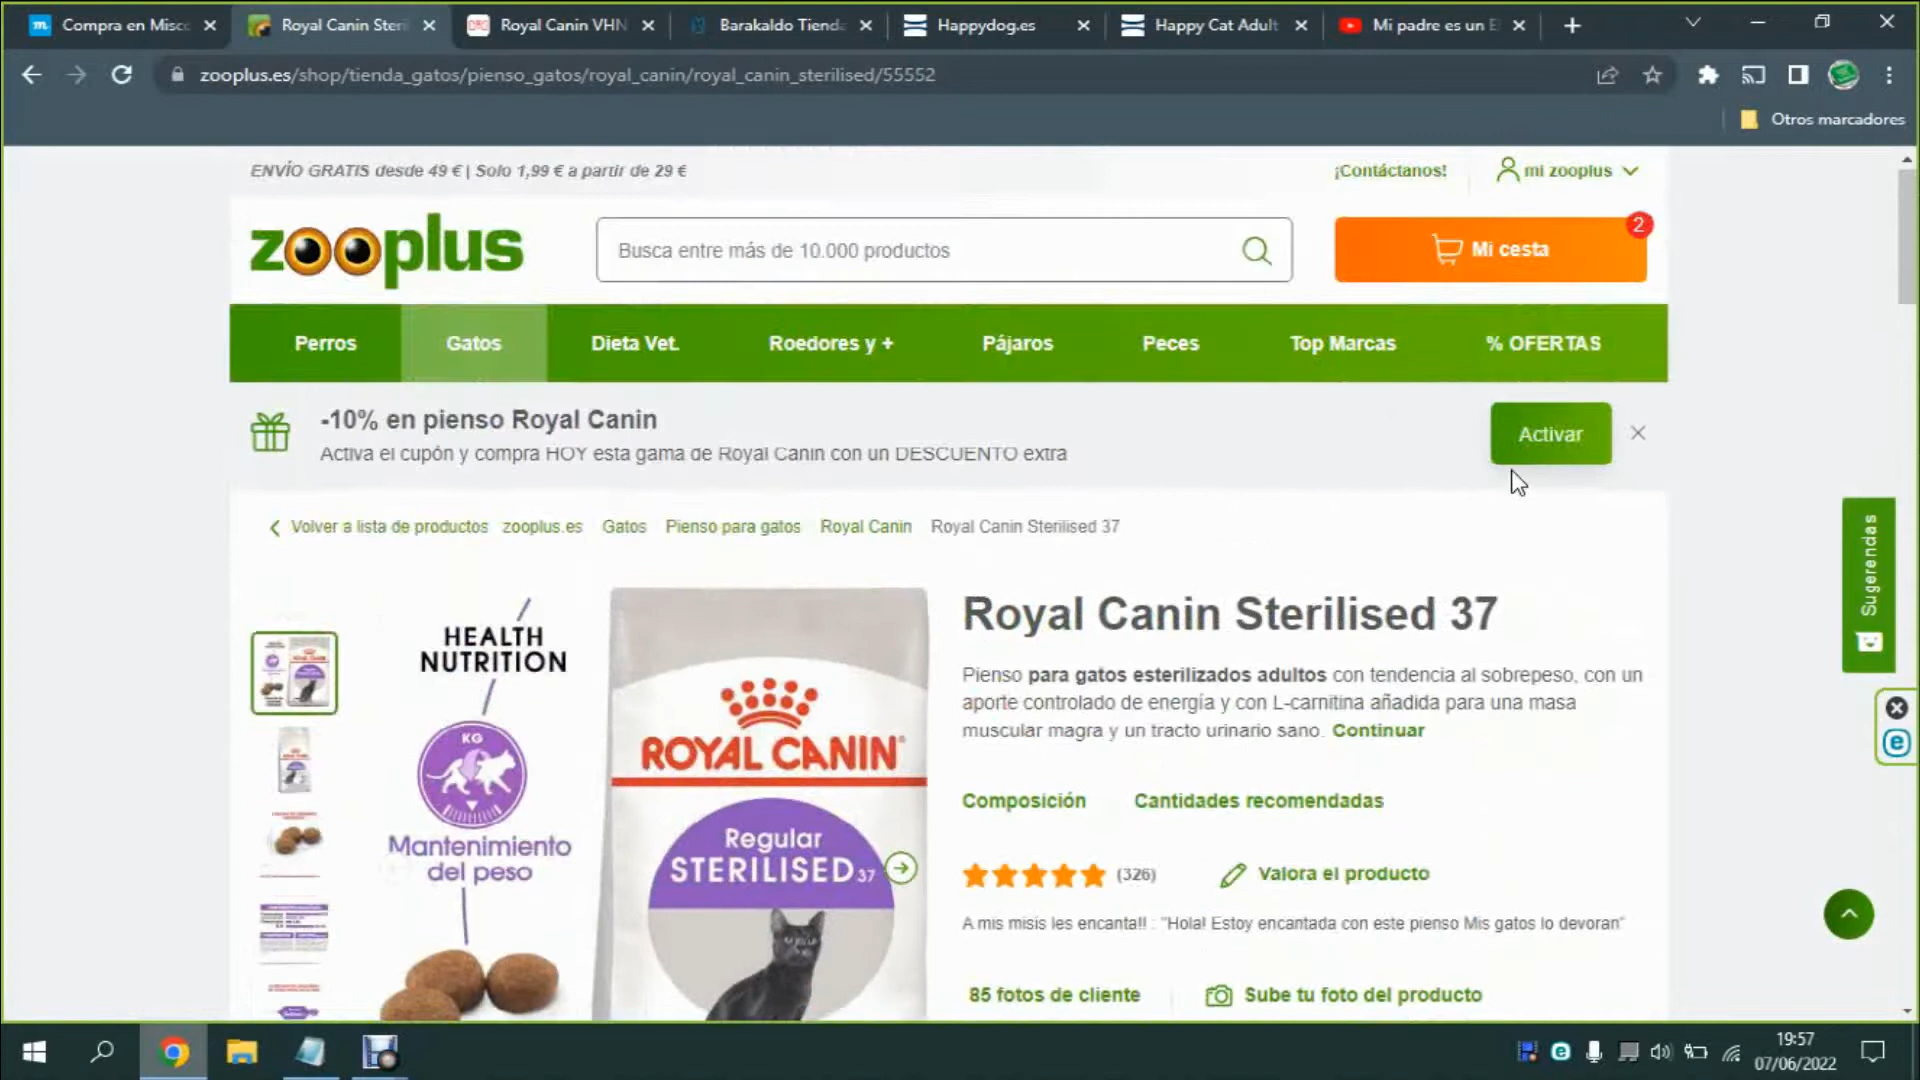 Compra en Misco
Royal Canin Steri
Royal Canin VHN
Barakaldo Tienda
Happydog.es
Happy Cat Adult
Mi padre es un E
zooplus.es/shop/tienda_gatos/pienso_gatos/royal_canin/royal_canin_sterilised/55552
Otros marcadores
ENVÍO GRATIS desde 49 € | Solo 1,99 € a partir de 29 €
¡Contáctanos!
mi zooplus
zooplus
Busca entre más de 10.000 productos
Mi cesta
2
Perros
Gatos
Dieta Vet.
Roedores y +
Pájaros
Peces
Top Marcas
% OFERTAS
-10% en pienso Royal Canin
Activa el cupón y compra HOY esta gama de Royal Canin con un DESCUENTO extra
Activar
Volver a lista de productos
zooplus.es
Gatos
Pienso para gatos
Royal Canin
Royal Canin Sterilised 37
Sugerencias
HEALTH
NUTRITION
KG
Mantenimiento
del peso
ROYAL CANIN
Regular
STERILISED 37
Royal Canin Sterilised 37
Pienso para gatos esterilizados adultos con tendencia al sobrepeso, con un
aporte controlado de energía y con L-carnitina añadida para una masa
muscular magra y un tracto urinario sano. Continuar
Composición
Cantidades recomendadas
(326)
Valora el producto
A mis misis les encanta!! : "Hola! Estoy encantada con este pienso Mis gatos lo devoran"
85 fotos de cliente
Sube tu foto del producto
19:57
07/06/2022